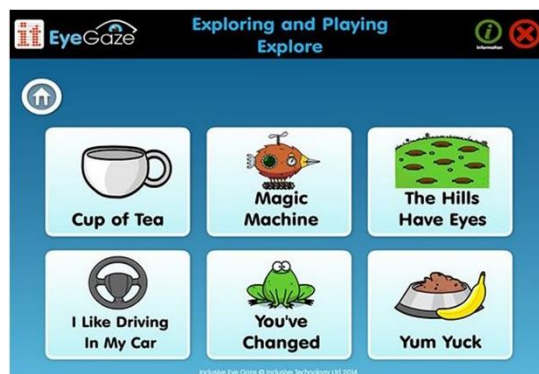 it EyeGaze
Exploring and Playing
Explore
Information
Cup of Tea
Magic
Machine
The Hills
Have Eyes
I Like Driving
In My Car
You've
Changed
Yum Yuck
Inclusive Eye Gaze © Inclusive Technology Ltd 2014